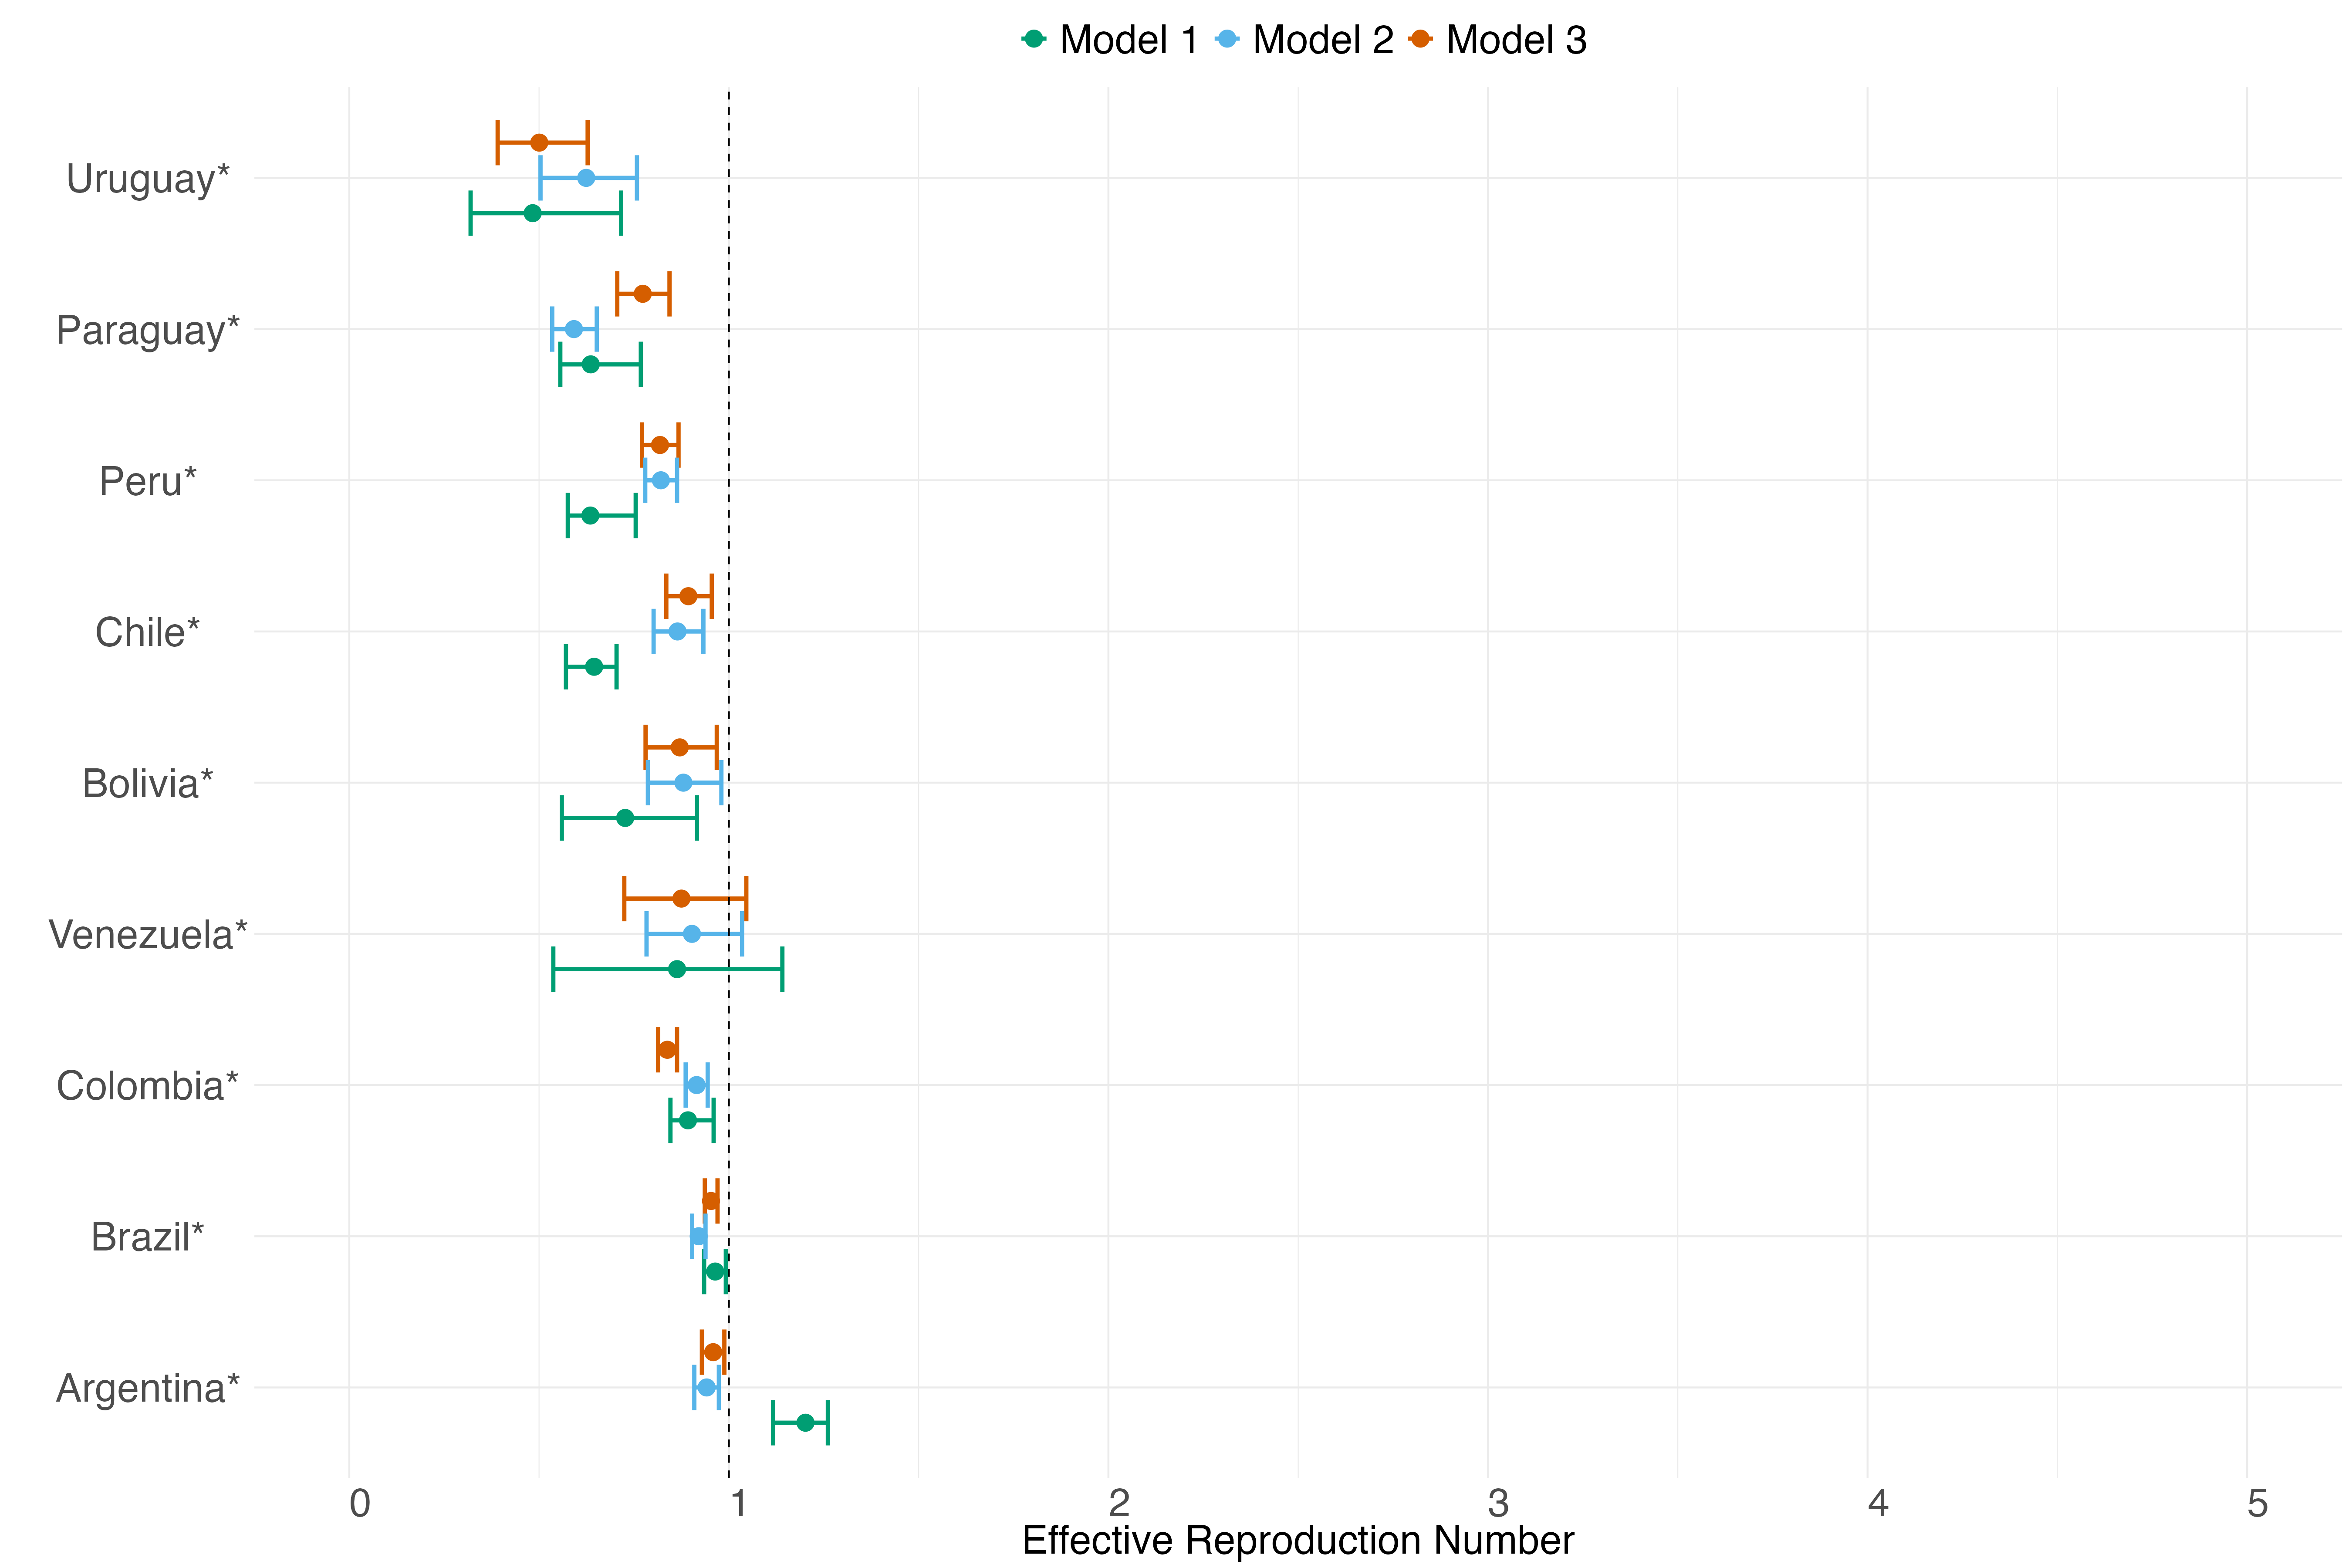 Model 1 Model 2 Model 3
Uruguay*
Paraguay*
Peru*
Chile*
Bolivia*
Venezuela*
Colombia*
Brazil*
Argentina*
0 1 2 3 4 5
Effective Reproduction Number